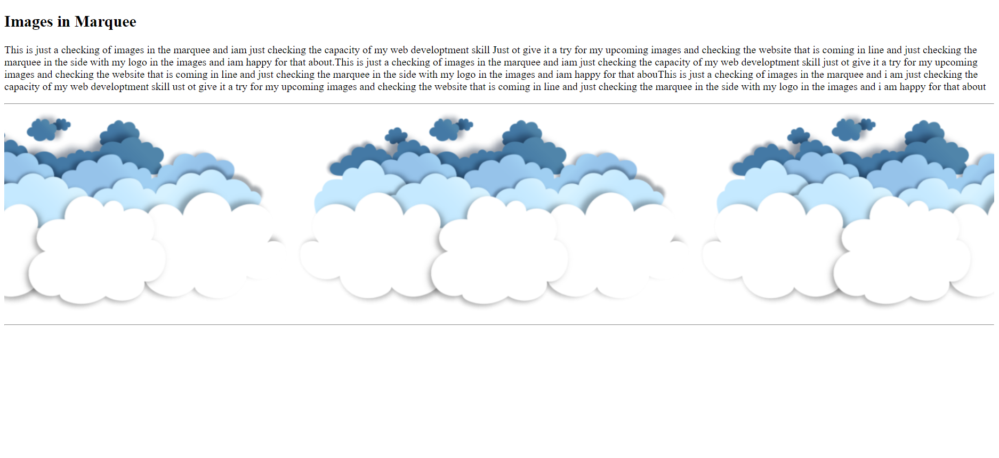 Images in Marquee
This is just a checking of images in the marquee and iam just checking the capacity of my web developtment skill Just ot give it a try for my upcoming images and checking the website that is coming in line and just checking the
marquee in the side with my logo in the images and iam happy for that about.This is just a checking of images in the marquee and iam just checking the capacity of my web developtment skill just ot give it a try for my upcoming
images and checking the website that is coming in line and just checking the marquee in the side with my logo in the images and iam happy for that abouThis is just a checking of images in the marquee and i am just checking the
capacity of my web developtment skill ust ot give it a try for my upcoming images and checking the website that is coming in line and just checking the marquee in the side with my logo in the images and i am happy for that about